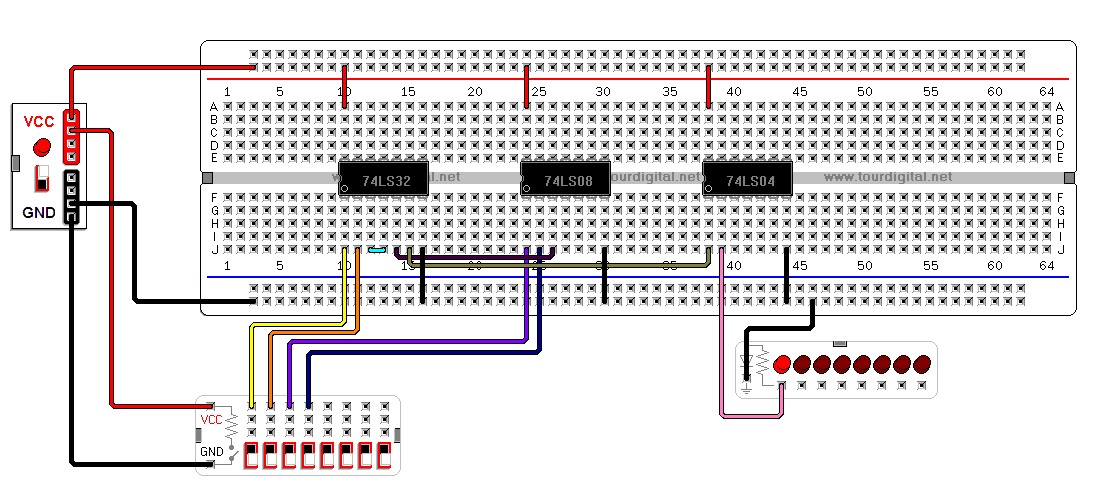 1 5 10 15 20 25 30 35 40 45 50 55 60 64
A A
B B
C C
D D
E E
VCC
GND
74LS32 al.net 74LS08 tourdigital.net 74LS04 www.tourdigital.net
F F
G G
H H
I I
J J
1 5 10 15 20 25 30 35 40 45 50 55 60 64
VCC
GND